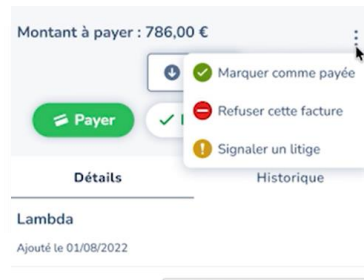 Montant à payer : 786,00 €
Marquer comme payée
Refuser cette facture
Payer
Signaler un litige
Détails
Historique
Lambda
Ajouté le 01/08/2022